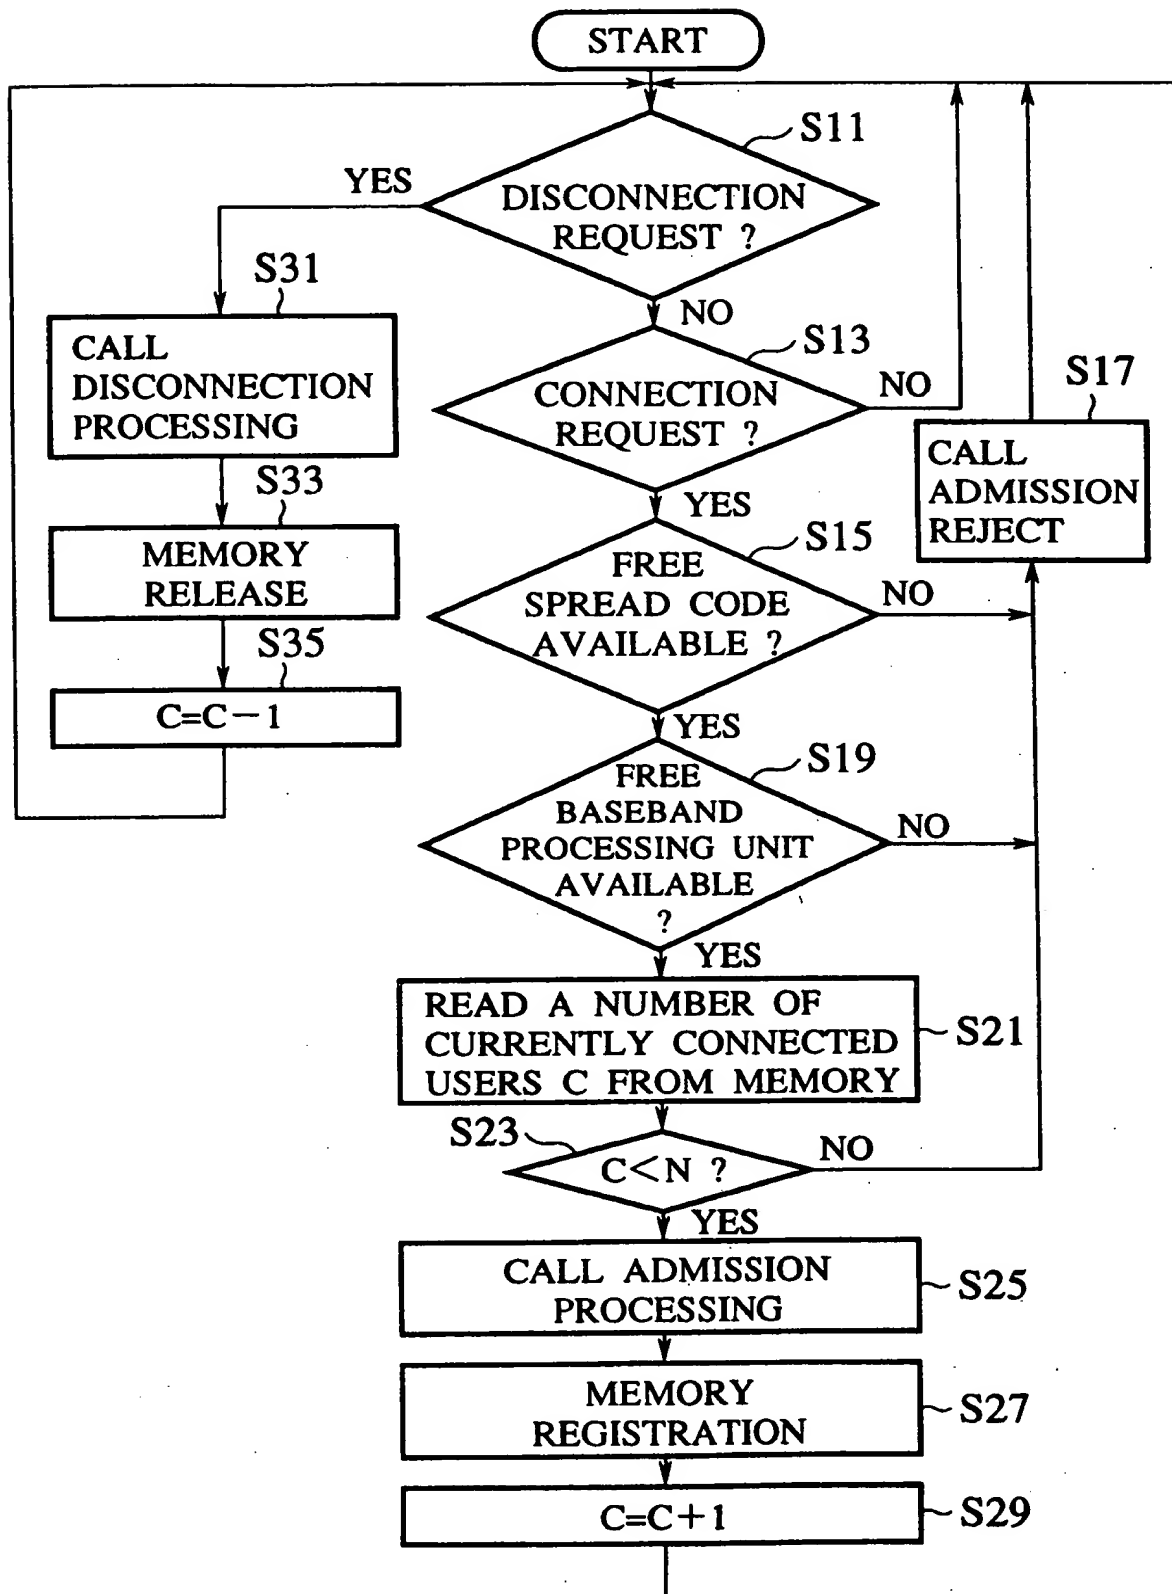 START
S11
YES
DISCONNECTION
REQUEST ?
NO
S31
CALL
DISCONNECTION
PROCESSING
S33
MEMORY
RELEASE
S35
C=C−1
S13
CONNECTION
REQUEST ?
NO
YES
S17
CALL
ADMISSION
REJECT
S15
FREE
SPREAD CODE
AVAILABLE ?
NO
YES
S19
FREE
BASEBAND
PROCESSING UNIT
AVAILABLE
?
NO
YES
READ A NUMBER OF
CURRENTLY CONNECTED
USERS C FROM MEMORY
S21
S23
C<N ?
NO
YES
CALL ADMISSION
PROCESSING
S25
MEMORY
REGISTRATION
S27
C=C+1
S29